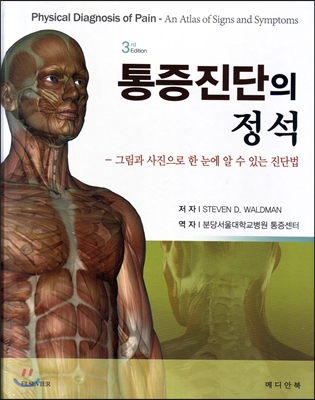 Physical Diagnosis of Pain - An Atlas of Signs and Symptoms
3rd Edition
통증진단의
정석
- 그림과 사진으로 한 눈에 알 수 있는 진단법
저 자 | STEVEN D. WALDMAN
역 자 | 분당서울대학교병원 통증센터
ELSEVIER
메디안북